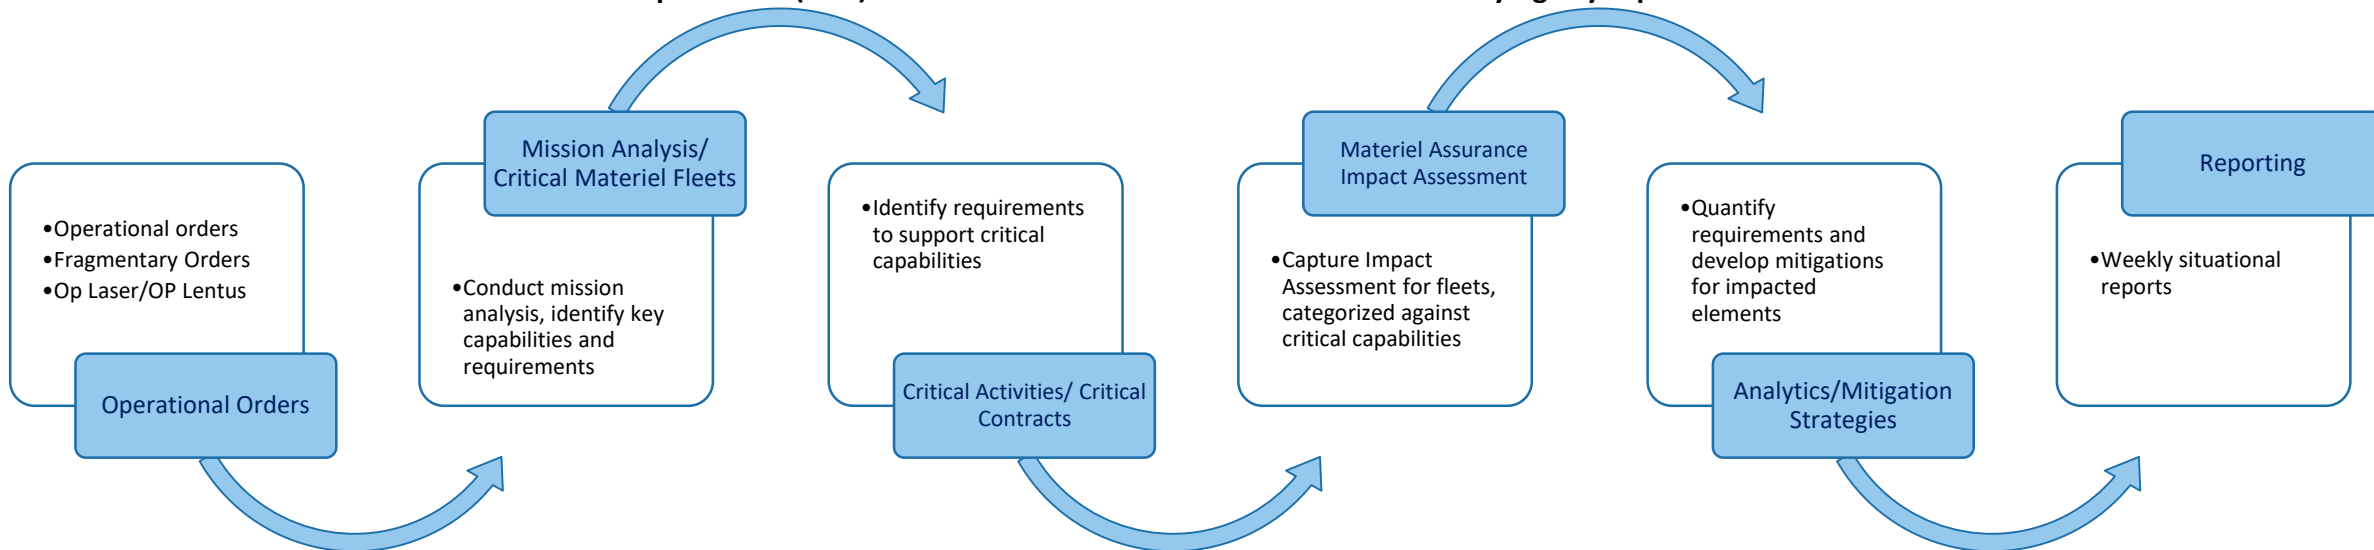 •Operational orders
•Fragmentary Orders
•Op Laser/OP Lentus
Operational Orders
Mission Analysis/
Critical Materiel Fleets
•Conduct mission
analysis, identify key
capabilities and
requirements
•Identify requirements
to support critical
capabilities
Critical Activities/ Critical
Contracts
Materiel Assurance
Impact Assessment
•Capture Impact
Assessment for fleets,
categorized against
critical capabilities
•Quantify
requirements and
develop mitigations
for impacted
elements
Analytics/Mitigation
Strategies
Reporting
•Weekly situational
reports